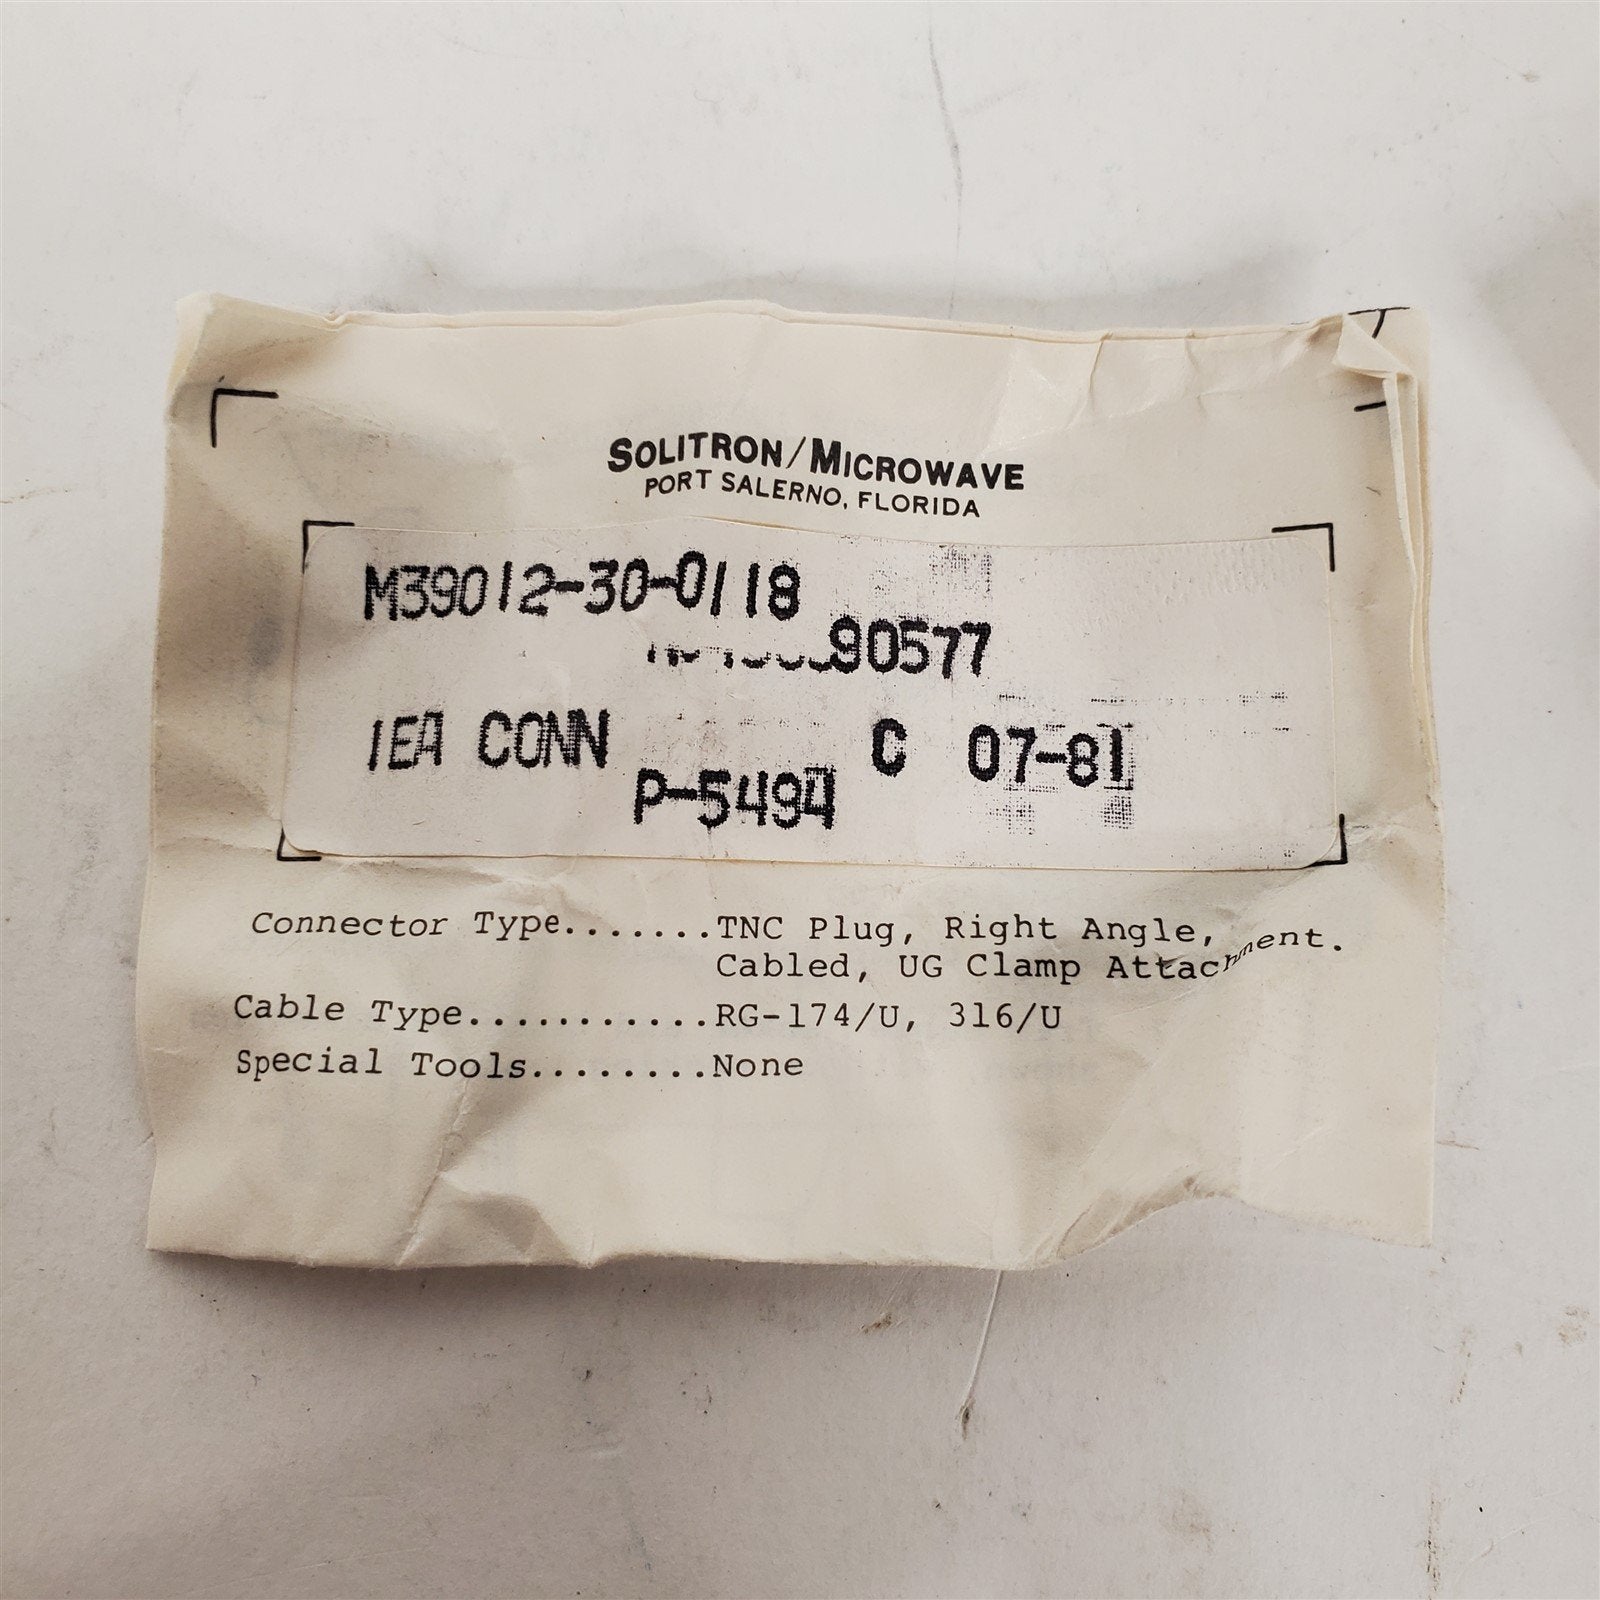 SOLITRON/MICROWAVE
PORT SALERNO, FLORIDA
M39012-30-0118
90577
1EA CONN C 07-81
P-5494
Connector Type.......TNC Plug, Right Angle,
Cabled, UG Clamp Attachment.
Cable Type...........RG-174/U, 316/U
Special Tools........None